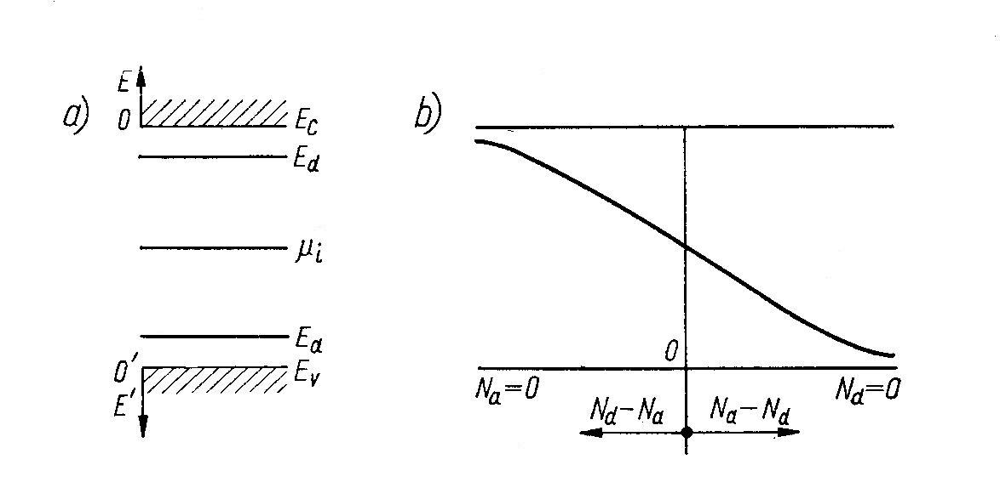 a)
E
0
E_c
E_d
μ_i
E_a
0'
E_v
E'
b)
0
N_a=0
N_d=0
N_d−N_a
N_a−N_d